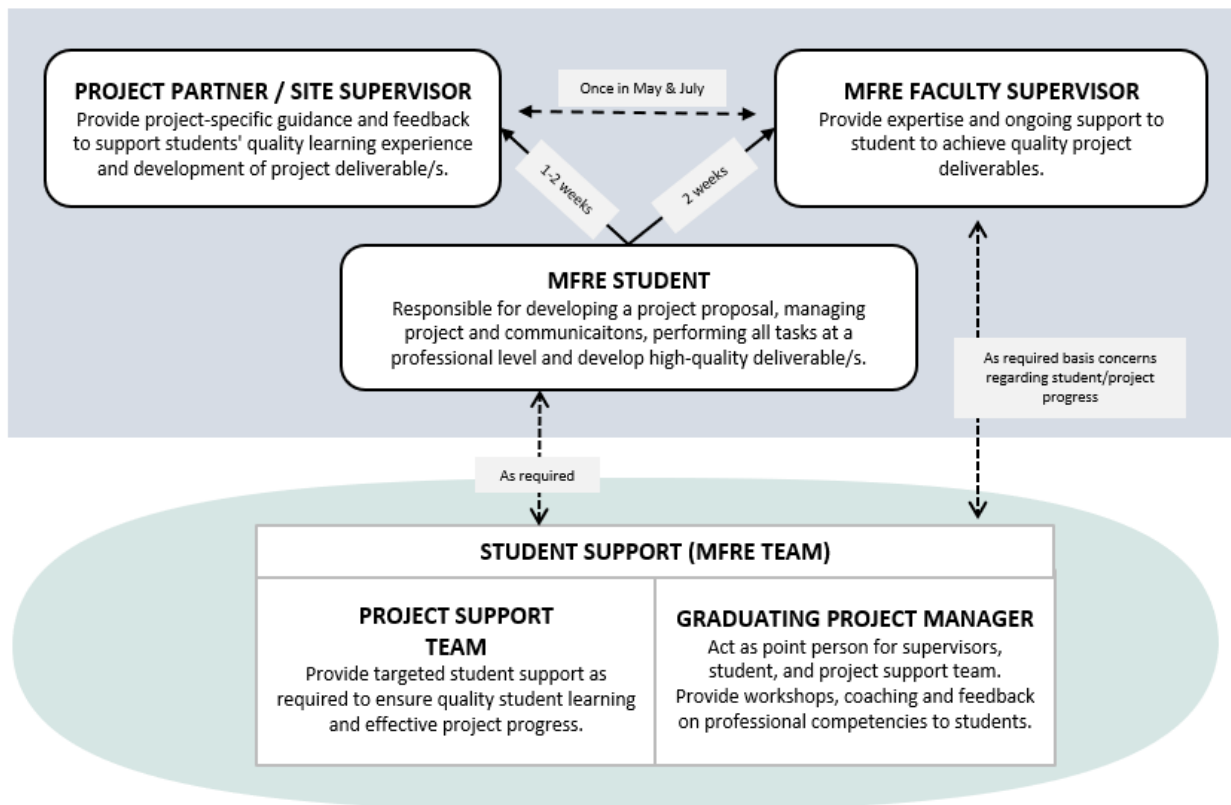 PROJECT PARTNER / SITE SUPERVISOR
Provide project-specific guidance and feedback
to support students' quality learning experience
and development of project deliverable/s.
Once in May & July
MFRE FACULTY SUPERVISOR
Provide expertise and ongoing support to
student to achieve quality project
deliverables.
1-2 weeks
2 weeks
MFRE STUDENT
Responsible for developing a project proposal, managing
project and communicaitons, performing all tasks at a
professional level and develop high-quality deliverable/s.
As required basis concerns
regarding student/project
progress
As required
STUDENT SUPPORT (MFRE TEAM)
PROJECT SUPPORT
TEAM
Provide targeted student support as
required to ensure quality student learning
and effective project progress.
GRADUATING PROJECT MANAGER
Act as point person for supervisors,
student, and project support team.
Provide workshops, coaching and feedback
on professional competencies to students.